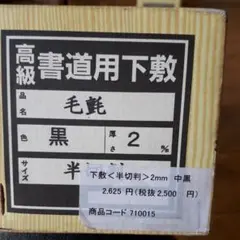 高級 書道用下敷
品名 毛氈
色 黒 厚さ 2 %
サイズ 半
下敷＜半切判＞2mm 中黒
2,625 円(税抜2,500 円)
商品コード 710015